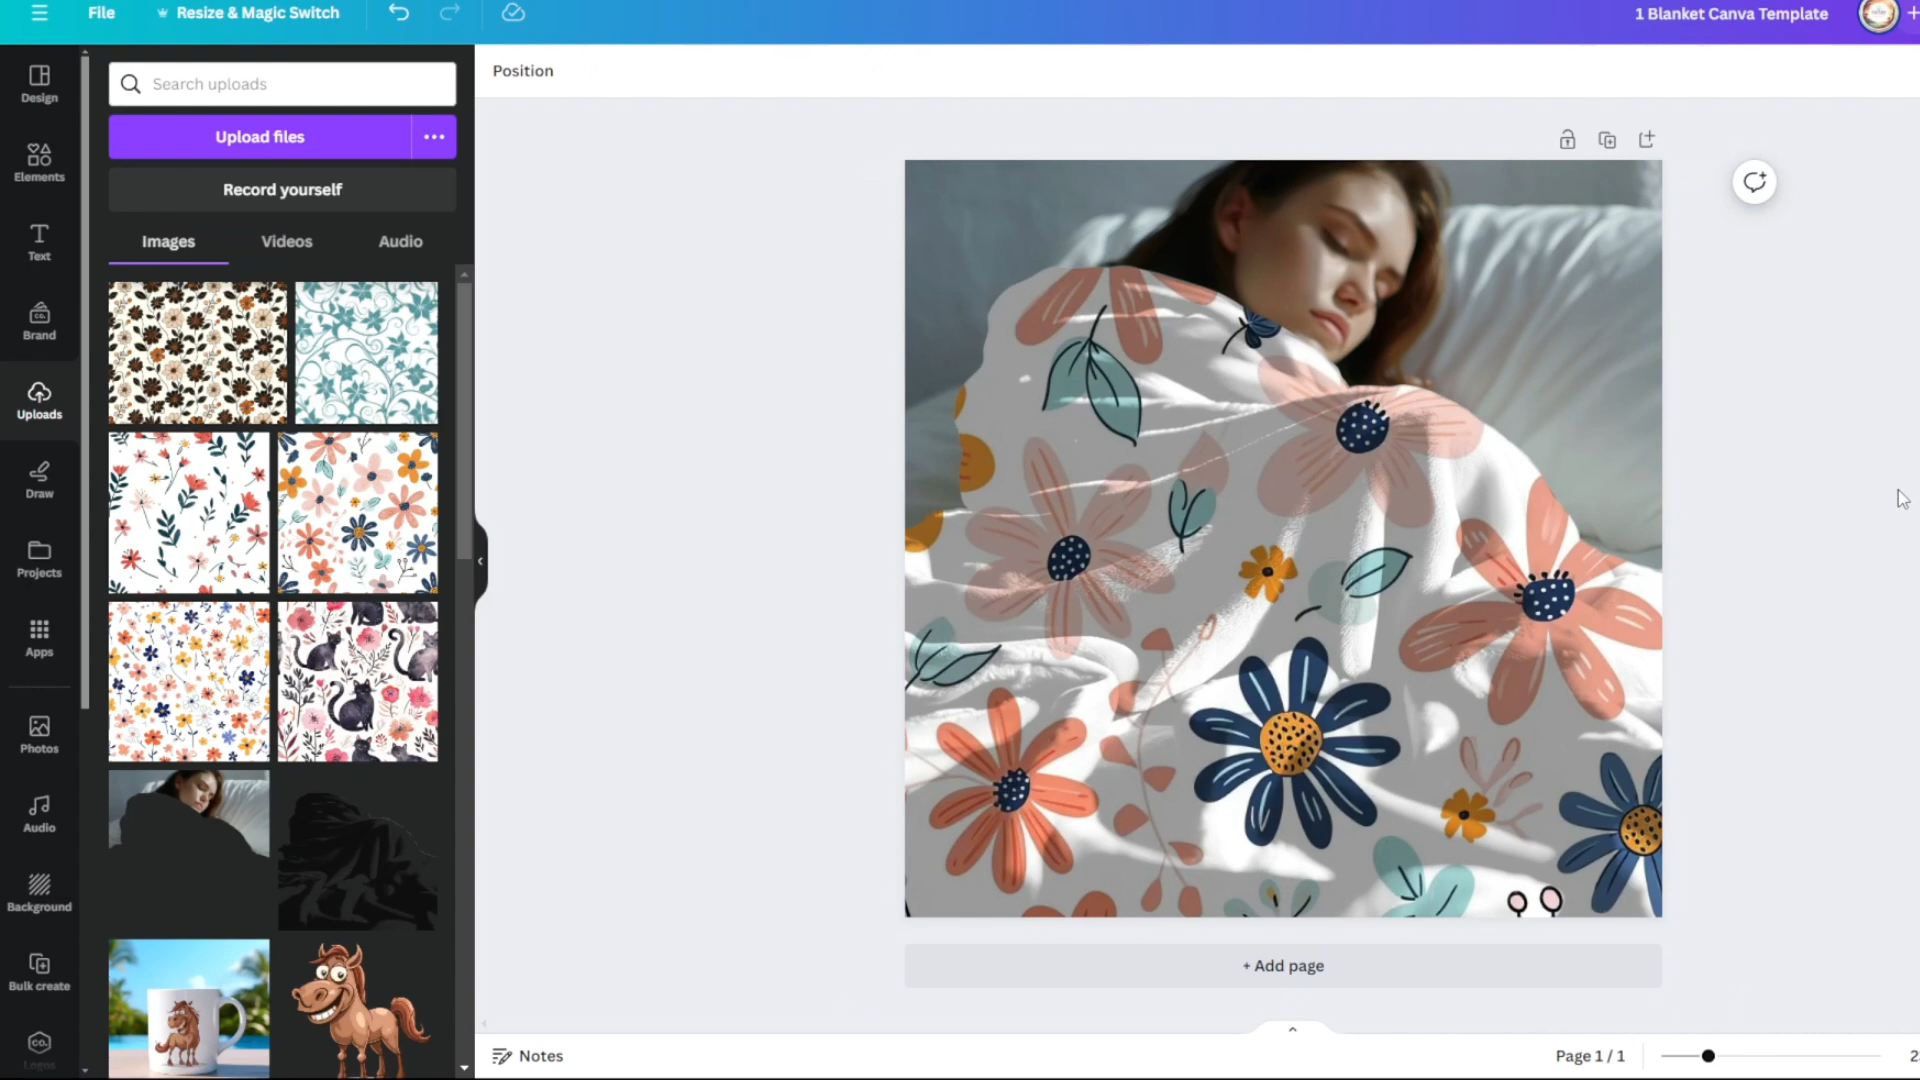 File
Resize & Magic Switch
1 Blanket Canva Template
Design
Elements
Text
Brand
Uploads
Draw
Projects
Apps
Photos
Audio
Background
Bulk create
Logos
Search uploads
Upload files
Record yourself
Images Videos Audio
Position
+ Add page
Notes
Page 1 / 1